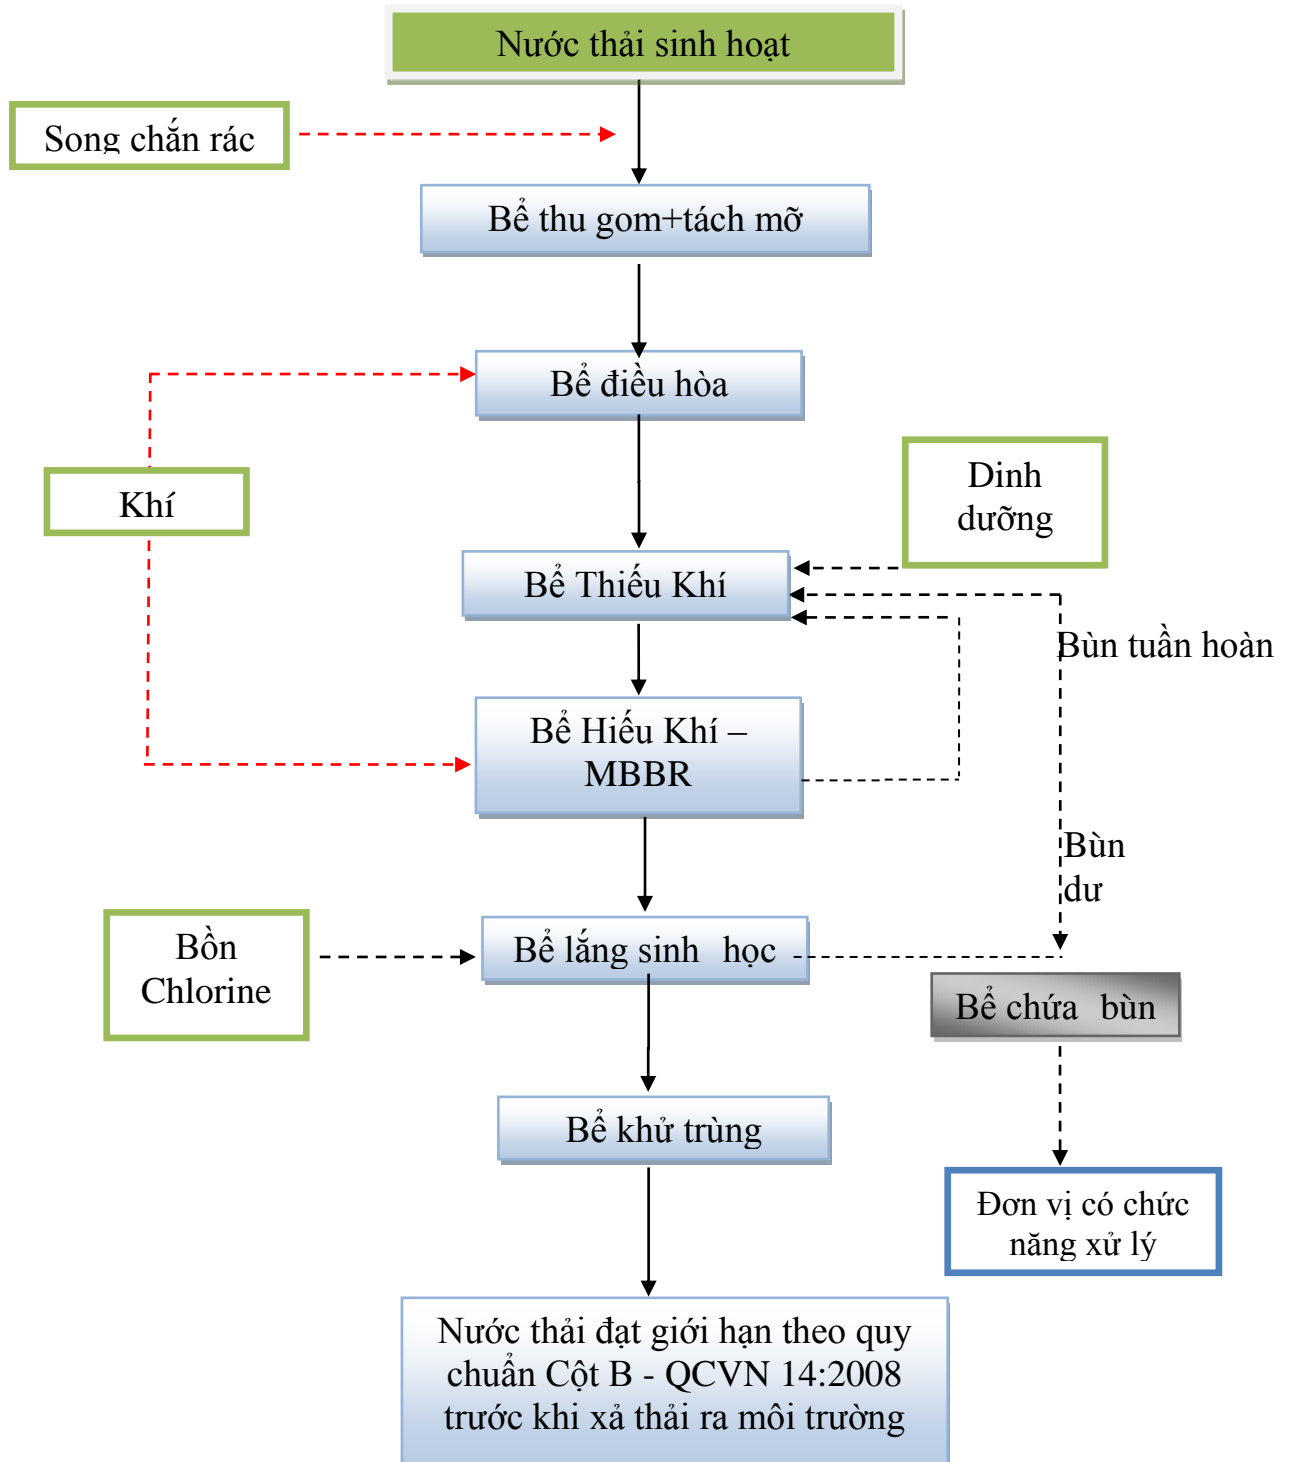 Nước thải sinh hoạt
Song chắn rác
Bể thu gom+tách mỡ
Bể điều hòa
Khí
Dinh
dưỡng
Bể Thiếu Khí
Bùn tuần hoàn
Bể Hiếu Khí –
MBBR
Bùn
dư
Bồn
Chlorine
Bể lắng sinh học
Bể chứa bùn
Bể khử trùng
Đơn vị có chức
năng xử lý
Nước thải đạt giới hạn theo quy
chuẩn Cột B - QCVN 14:2008
trước khi xả thải ra môi trường